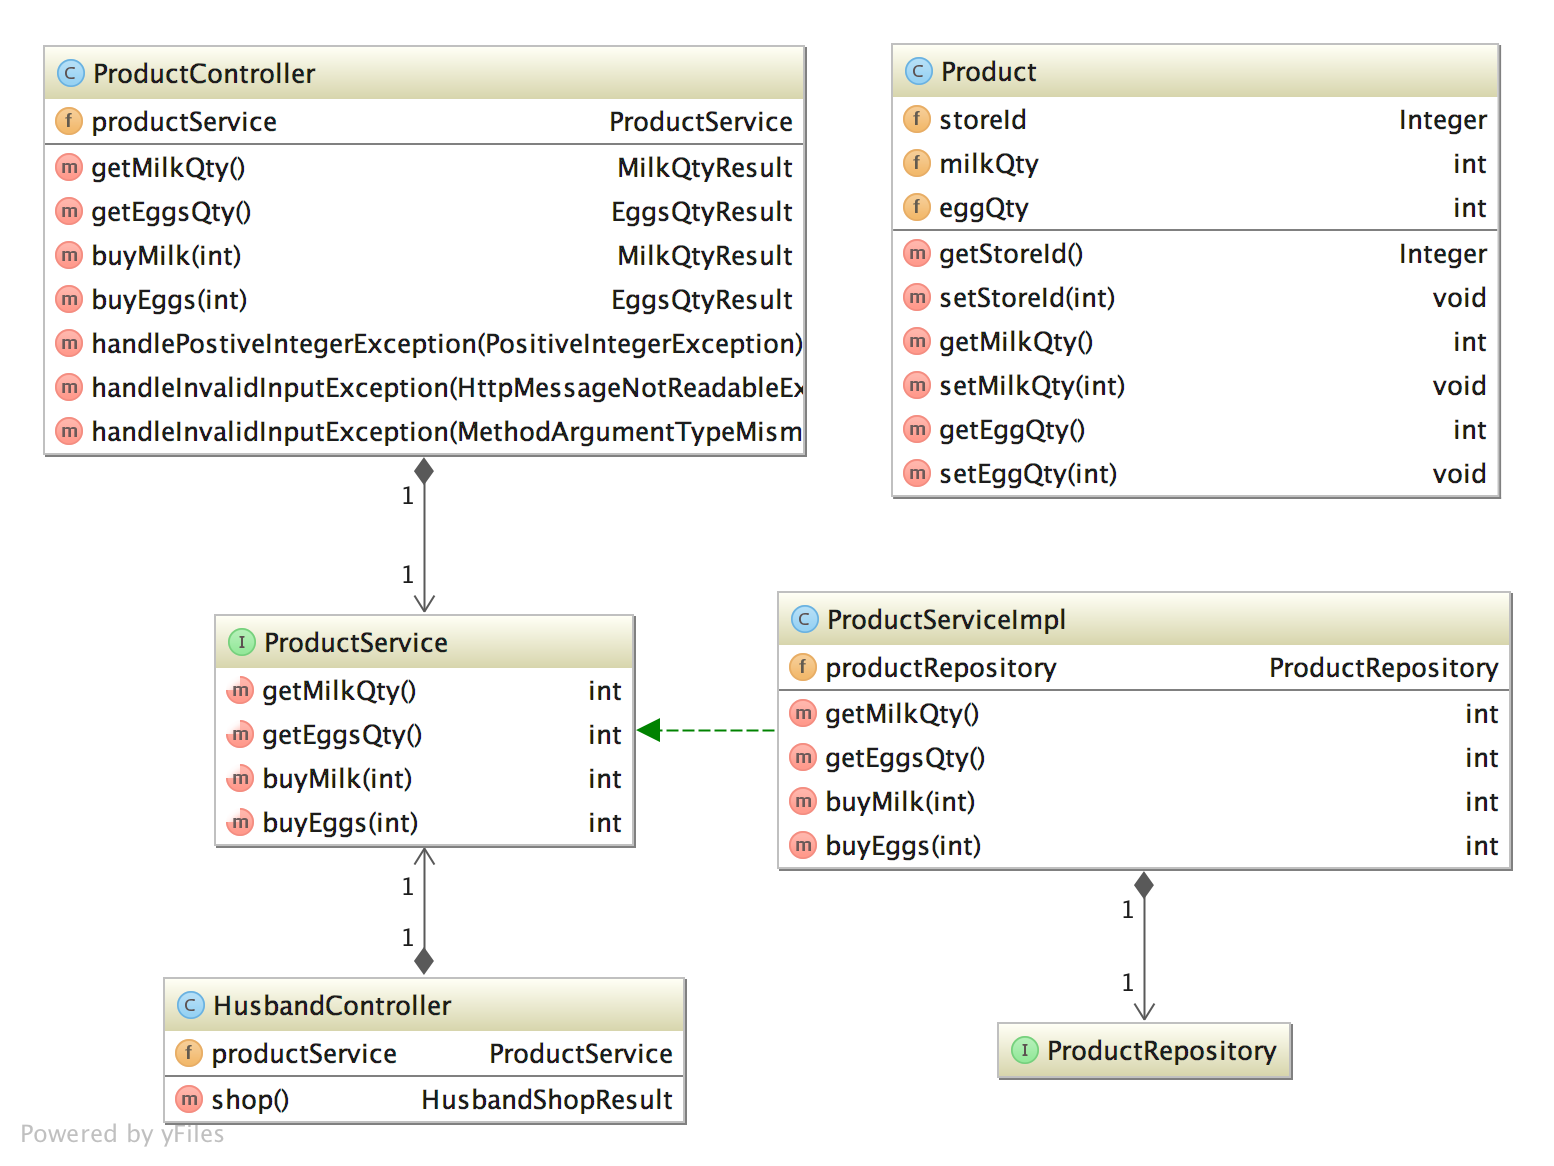 C ProductController
f productService ProductService
m getMilkQty() MilkQtyResult
m getEggsQty() EggsQtyResult
m buyMilk(int) MilkQtyResult
m buyEggs(int) EggsQtyResult
m handlePostiveIntegerException(PositiveIntegerException)
m handleInvalidInputException(HttpMessageNotReadableEx
m handleInvalidInputException(MethodArgumentTypeMism
C Product
f storeId Integer
f milkQty int
f eggQty int
m getStoreId() Integer
m setStoreId(int) void
m getMilkQty() int
m setMilkQty(int) void
m getEggQty() int
m setEggQty(int) void
1
1
I ProductService
m getMilkQty() int
m getEggsQty() int
m buyMilk(int) int
m buyEggs(int) int
C ProductServiceImpl
f productRepository ProductRepository
m getMilkQty() int
m getEggsQty() int
m buyMilk(int) int
m buyEggs(int) int
1
1
1
1
C HusbandController
f productService ProductService
m shop() HusbandShopResult
I ProductRepository
Powered by yFiles